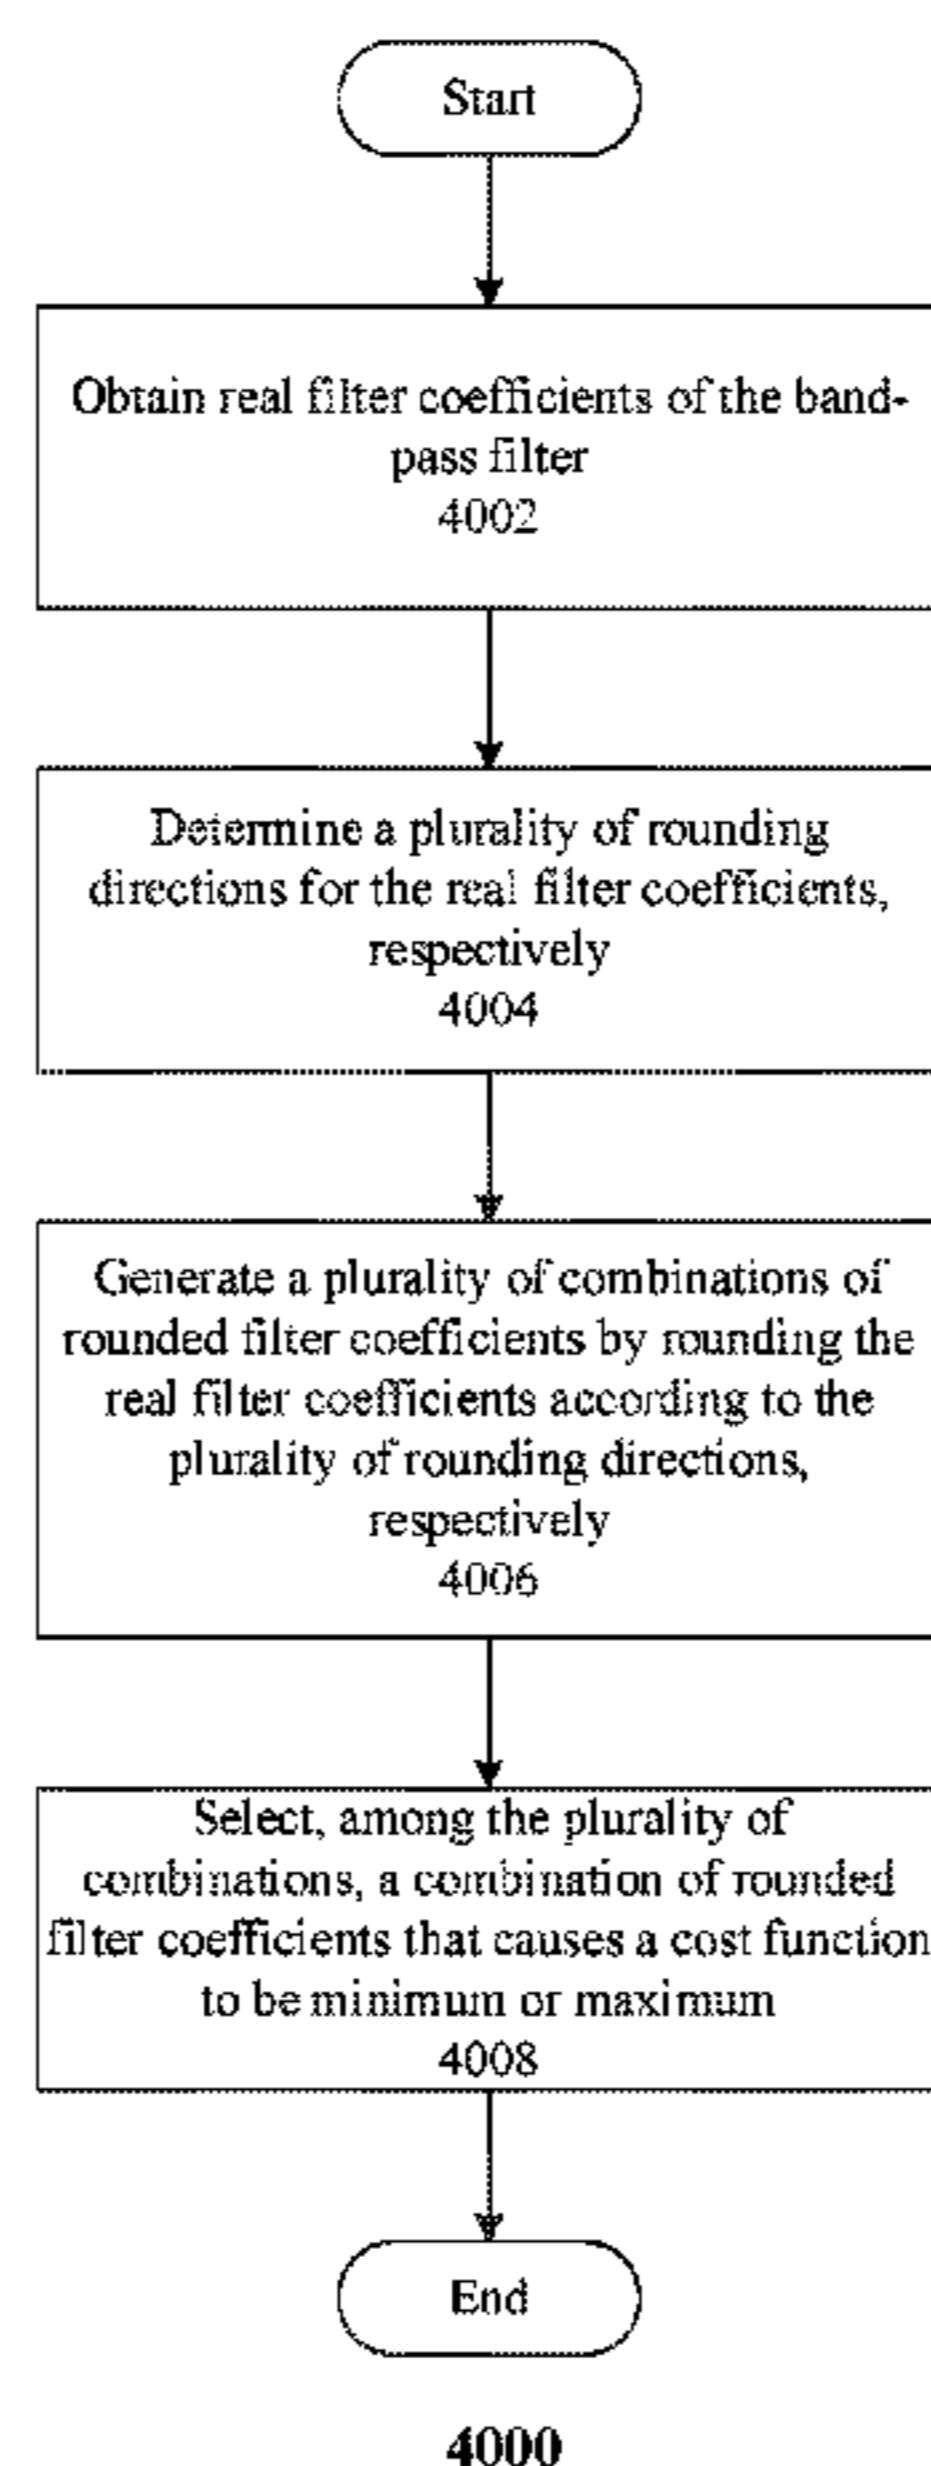 Start
Obtain real filter coefficients of the band-
pass filter
4002
Determine a plurality of rounding
directions for the real filter coefficients,
respectively
4004
Generate a plurality of combinations of
rounded filter coefficients by rounding the
real filter coefficients according to the
plurality of rounding directions,
respectively
4006
Select, among the plurality of
combinations, a combination of rounded
filter coefficients that causes a cost function
to be minimum or maximum
4008
End
4000